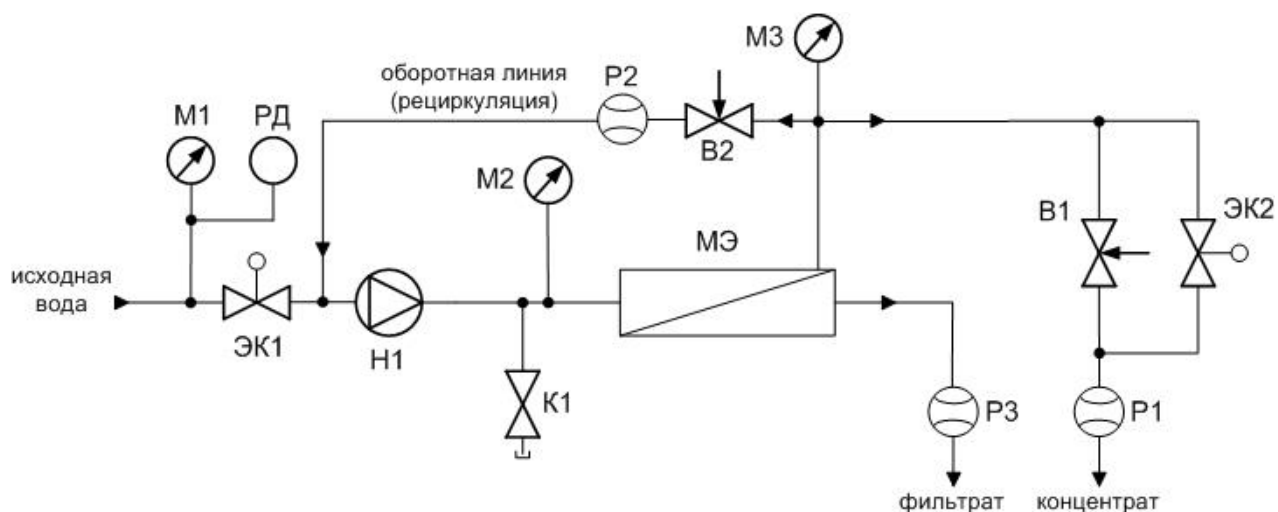 М3
оборотная линия
(рециркуляция)
Р2
М1
РД
В2
М2
В1
ЭК2
МЭ
исходная
вода
ЭК1
Н1
К1
Р3
Р1
фильтрат
концентрат